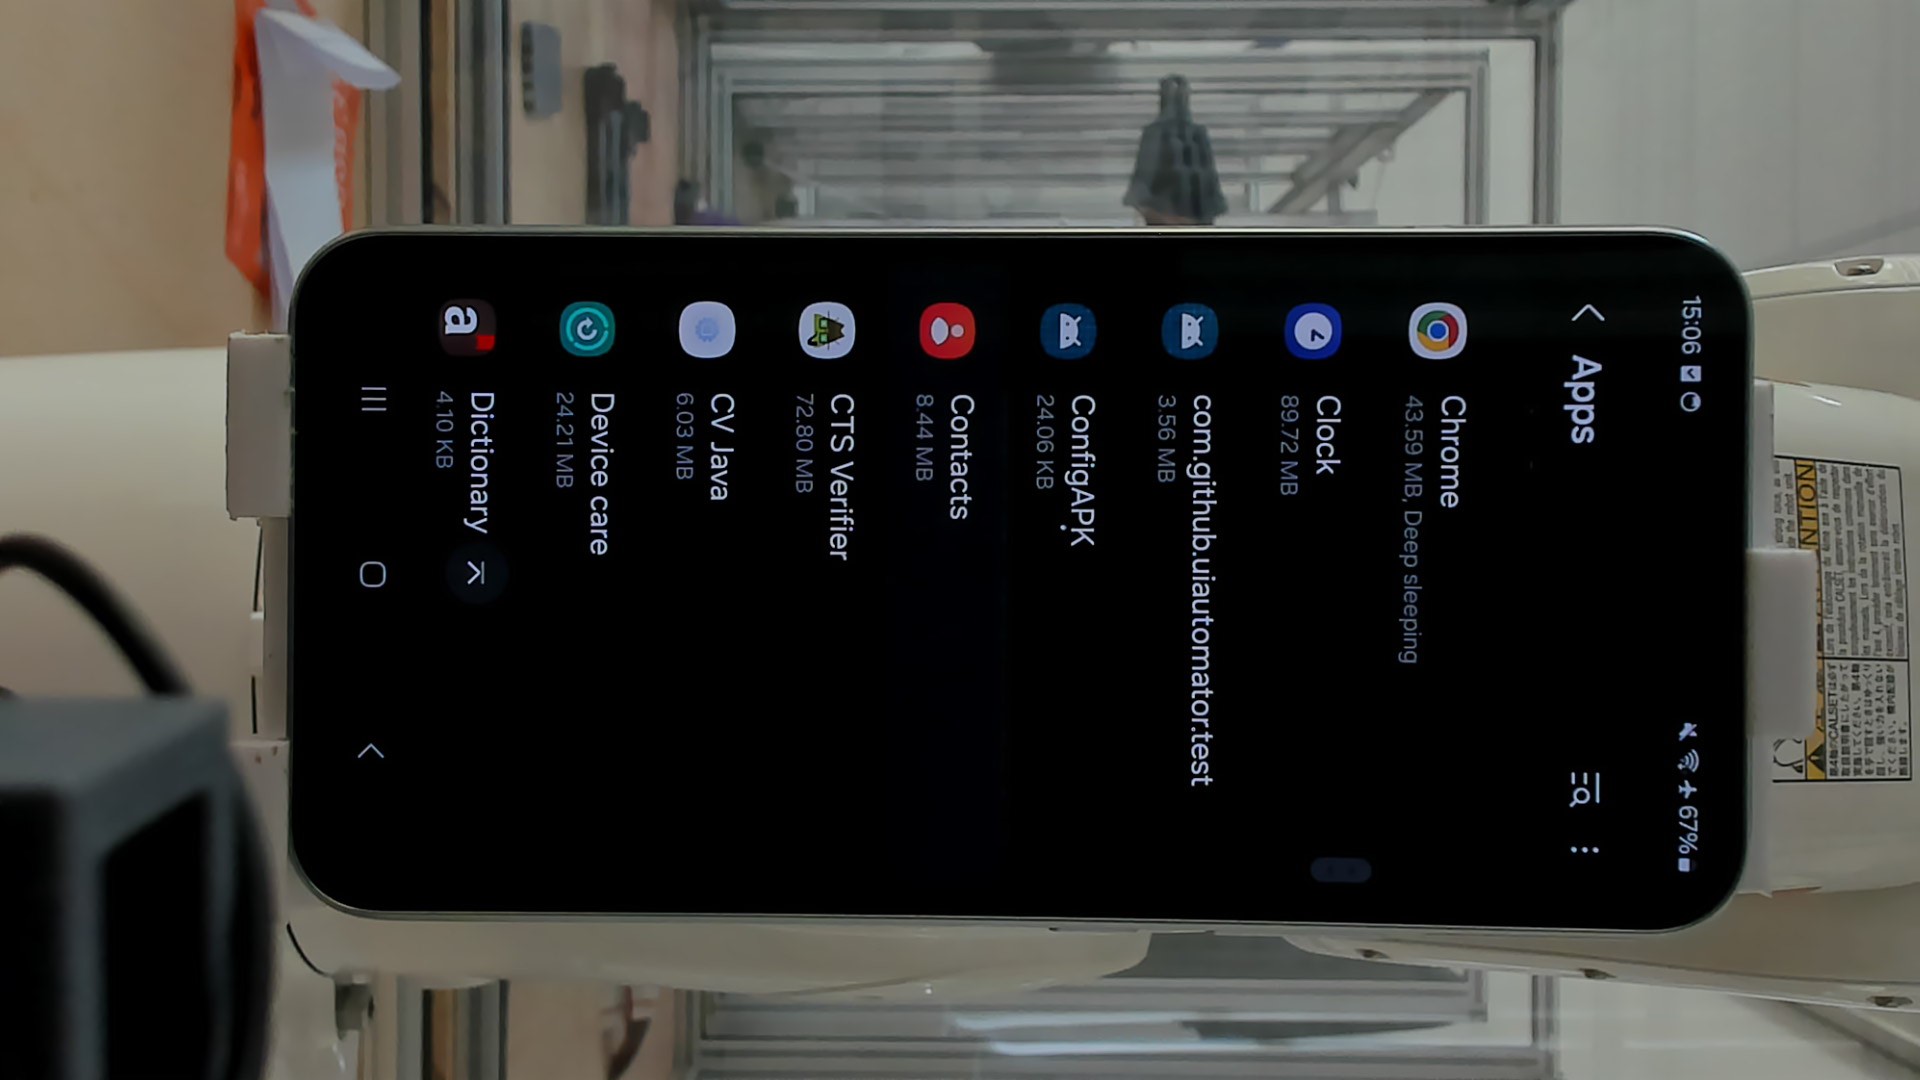 15:06
67%
Apps
Chrome
43.59 MB, Deep sleeping
Clock
89.72 MB
com.github.uiautomator.test
3.56 MB
ConfigAPK
24.06 KB
Contacts
8.44 MB
CTS Verifier
72.80 MB
CV Java
6.03 MB
Device care
24.21 MB
a
Dictionary
4.10 KB